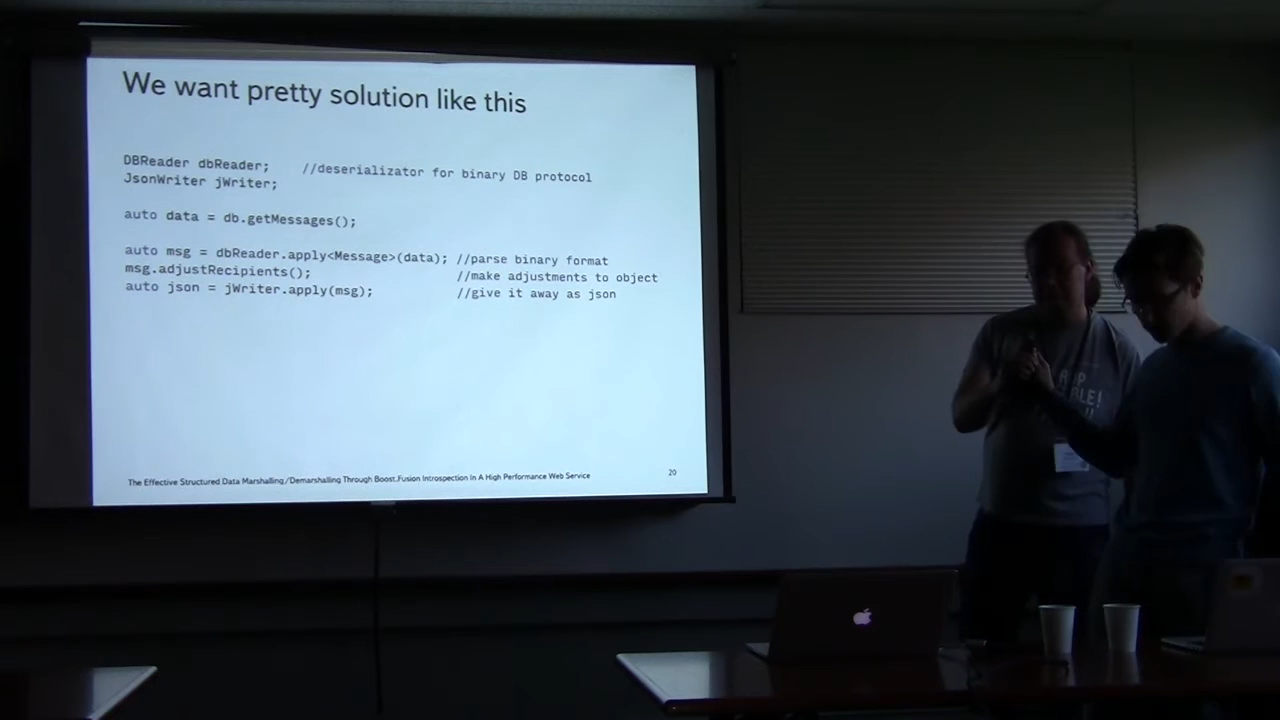 We want pretty solution like this
DBReader dbReader; //deserializator for binary DB protocol
JsonWriter jWriter;
auto data = db.getMessages();
auto msg = dbReader.apply<Message>(data); //parse binary format
msg.adjustRecipients(); //make adjustments to object
auto json = jWriter.apply(msg); //give it away as json
The Effective Structured Data Marshalling/Demarshalling Through Boost.Fusion Introspection In A High Performance Web Service
20